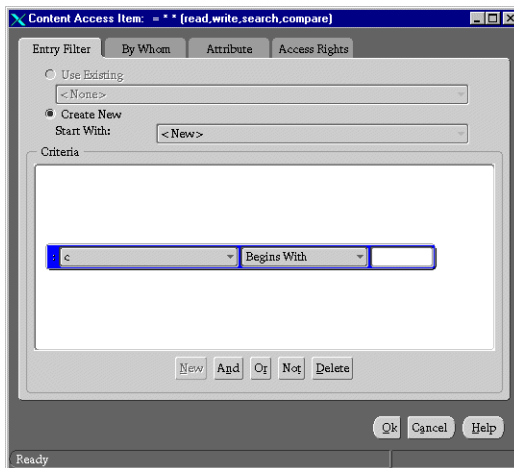 Content Access Item: = * * (read,write,search,compare)
Entry Filter By Whom Attribute Access Rights
Use Existing
<None>
Create New
Start With: <New>
Criteria
: c Begins With
New And Or Not Delete
Ok Cancel Help
Ready